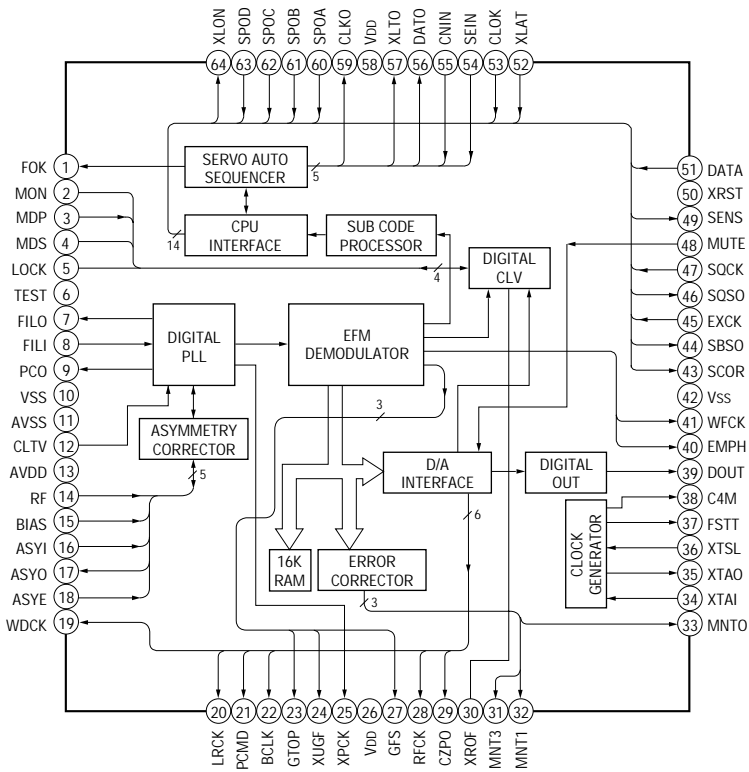 XLON
SPOD
SPOC
SPOB
SPOA
CLKO
VDD
XLTO
DATO
CNIN
SEIN
CLOK
XLAT
64
63
62
61
60
59
58
57
56
55
54
53
52
FOK
1
MON
2
MDP
3
MDS
4
LOCK
5
TEST
6
FILO
7
FILI
8
PCO
9
VSS
10
AVSS
11
CLTV
12
AVDD
13
RF
14
BIAS
15
ASYI
16
ASYO
17
ASYE
18
WDCK
19
SERVO AUTO
SEQUENCER
5
CPU
INTERFACE
14
SUB CODE
PROCESSOR
4
DIGITAL
CLV
DIGITAL
PLL
EFM
DEMODULATOR
3
ASYMMETRY
CORRECTOR
5
D/A
INTERFACE
6
DIGITAL
OUT
16K
RAM
ERROR
CORRECTOR
3
CLOCK
GENERATOR
51
DATA
50
XRST
49
SENS
48
MUTE
47
SQCK
46
SQSO
45
EXCK
44
SBSO
43
SCOR
42
VSS
41
WFCK
40
EMPH
39
DOUT
38
C4M
37
FSTT
36
XTSL
35
XTAO
34
XTAI
33
MNTO
20
21
22
23
24
25
26
27
28
29
30
31
32
LRCK
PCMD
BCLK
GTOP
XUGF
XPCK
VDD
GFS
RFCK
CZPO
XROF
MNT3
MNT1